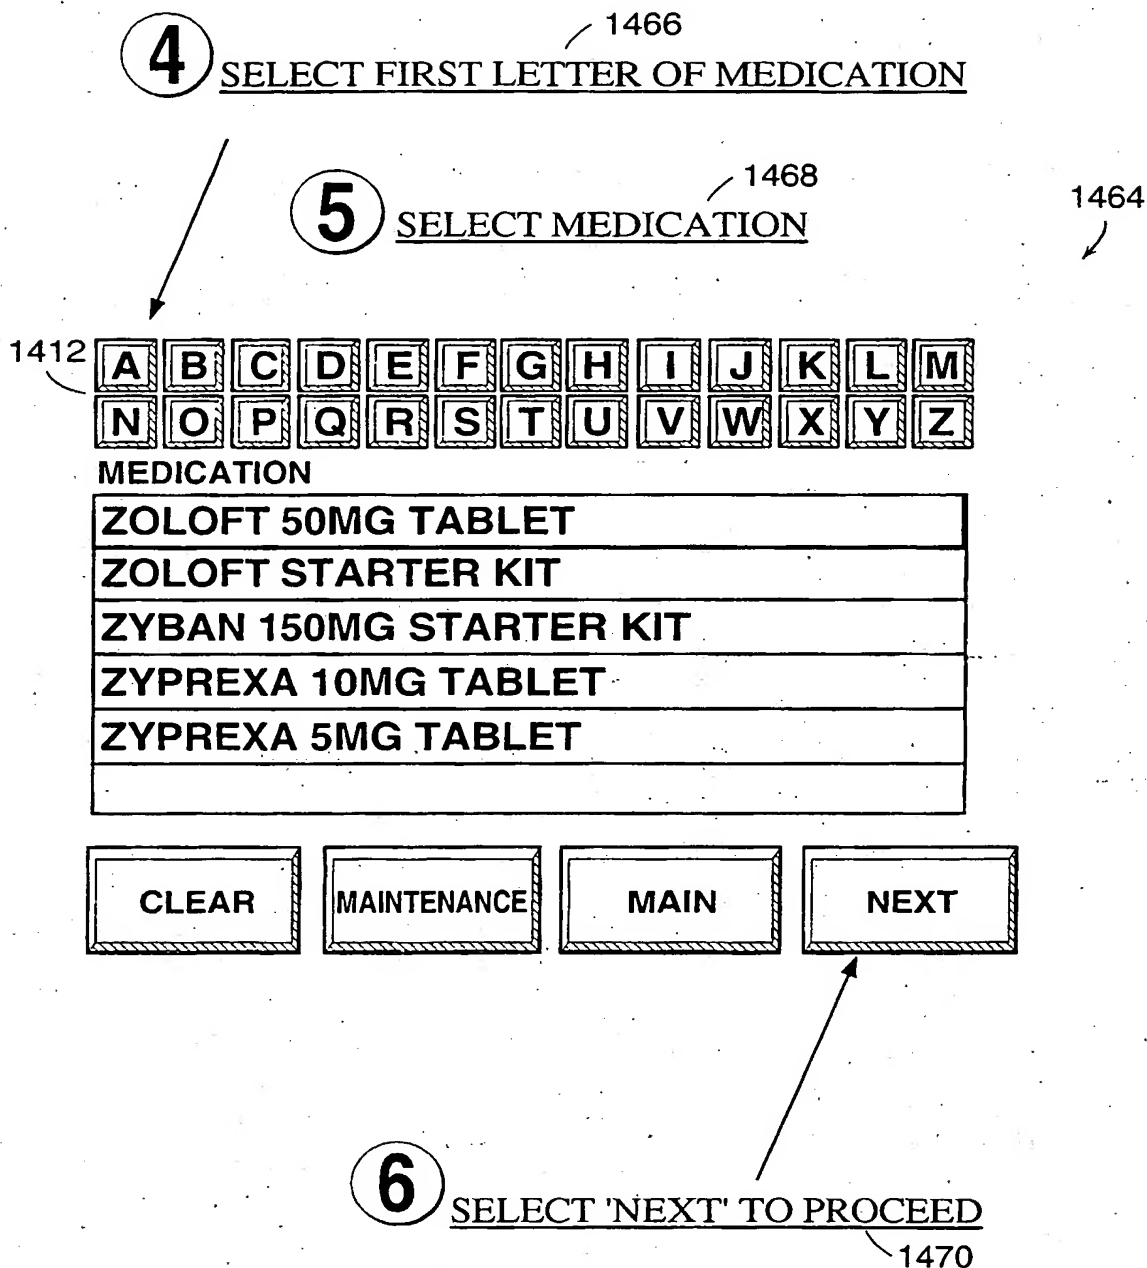 1466
4 SELECT FIRST LETTER OF MEDICATION
1468
5 SELECT MEDICATION
1464
1412
A B C D E F G H I J K L M
N O P Q R S T U V W X Y Z
MEDICATION
ZOLOFT 50MG TABLET
ZOLOFT STARTER KIT
ZYBAN 150MG STARTER KIT
ZYPREXA 10MG TABLET
ZYPREXA 5MG TABLET
CLEAR MAINTENANCE MAIN NEXT
6 SELECT 'NEXT' TO PROCEED
1470